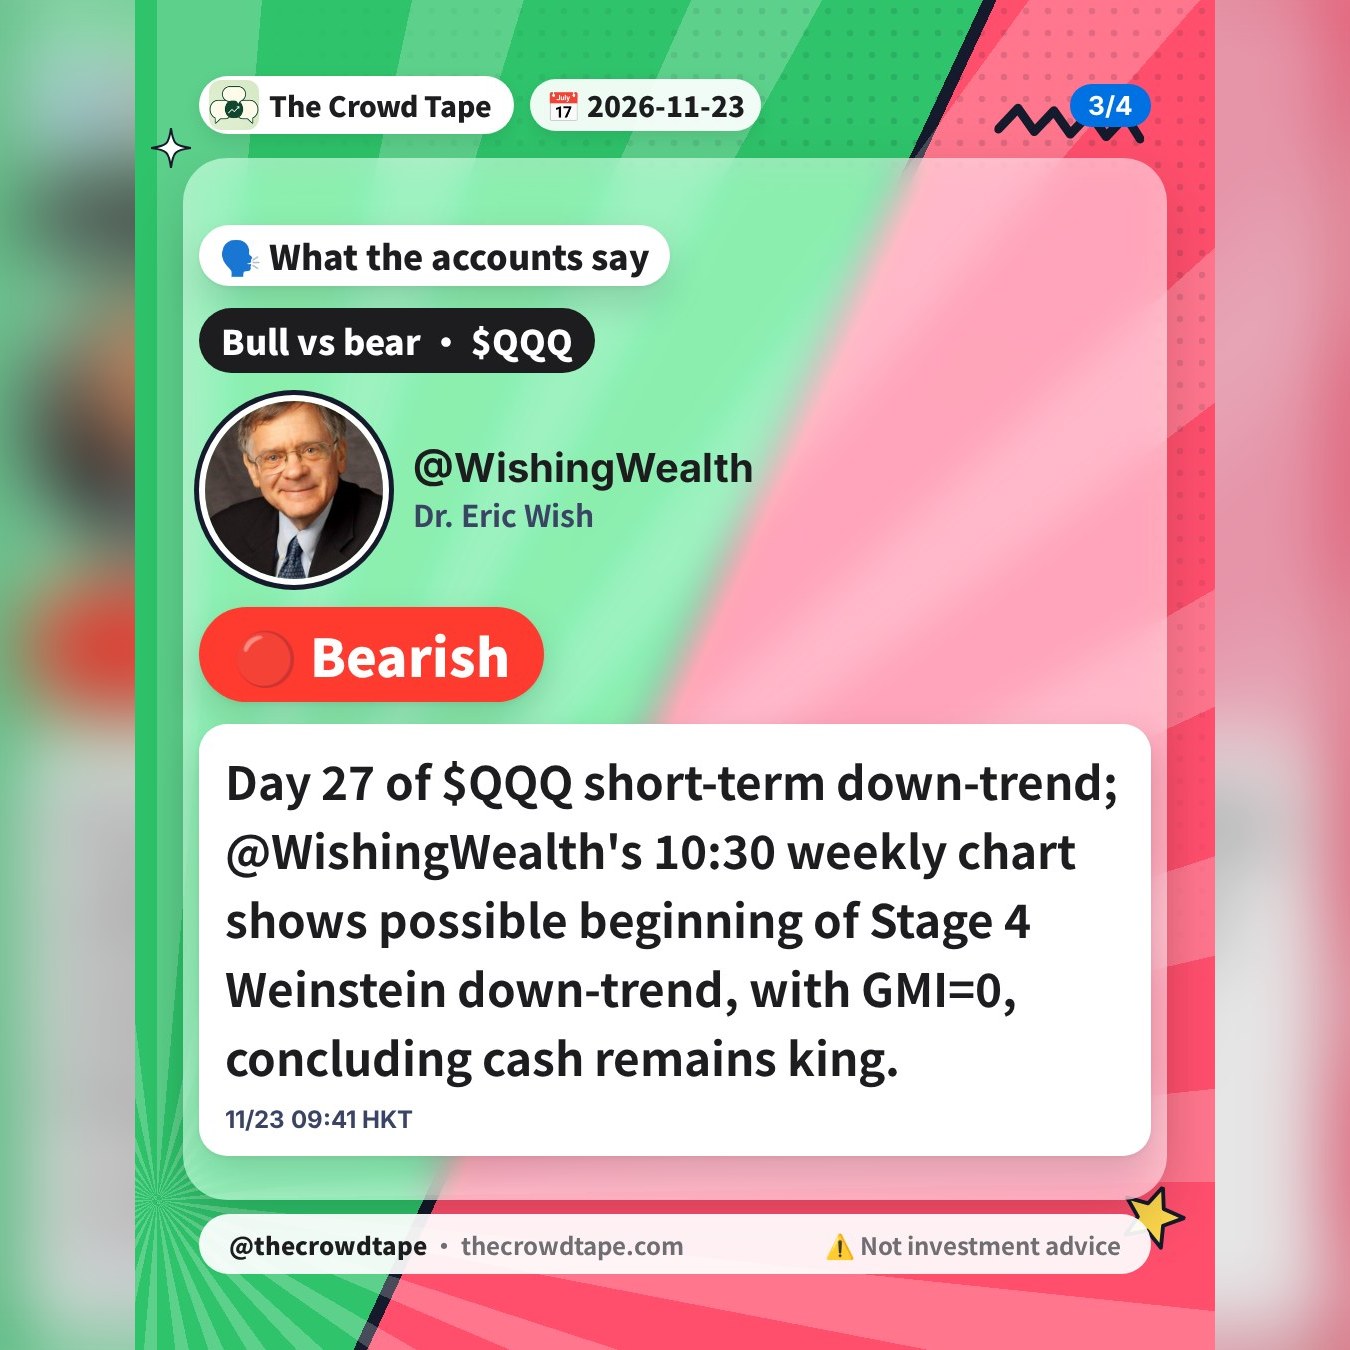 The Crowd Tape
📅 2026-11-23
3/4
🗣️ What the accounts say
Bull vs bear • $QQQ
@WishingWealth
Dr. Eric Wish
🔴 Bearish
Day 27 of $QQQ short-term down-trend;
@WishingWealth's 10:30 weekly chart
shows possible beginning of Stage 4
Weinstein down-trend, with GMI=0,
concluding cash remains king.
11/23 09:41 HKT
@thecrowdtape • thecrowdtape.com
⚠️ Not investment advice